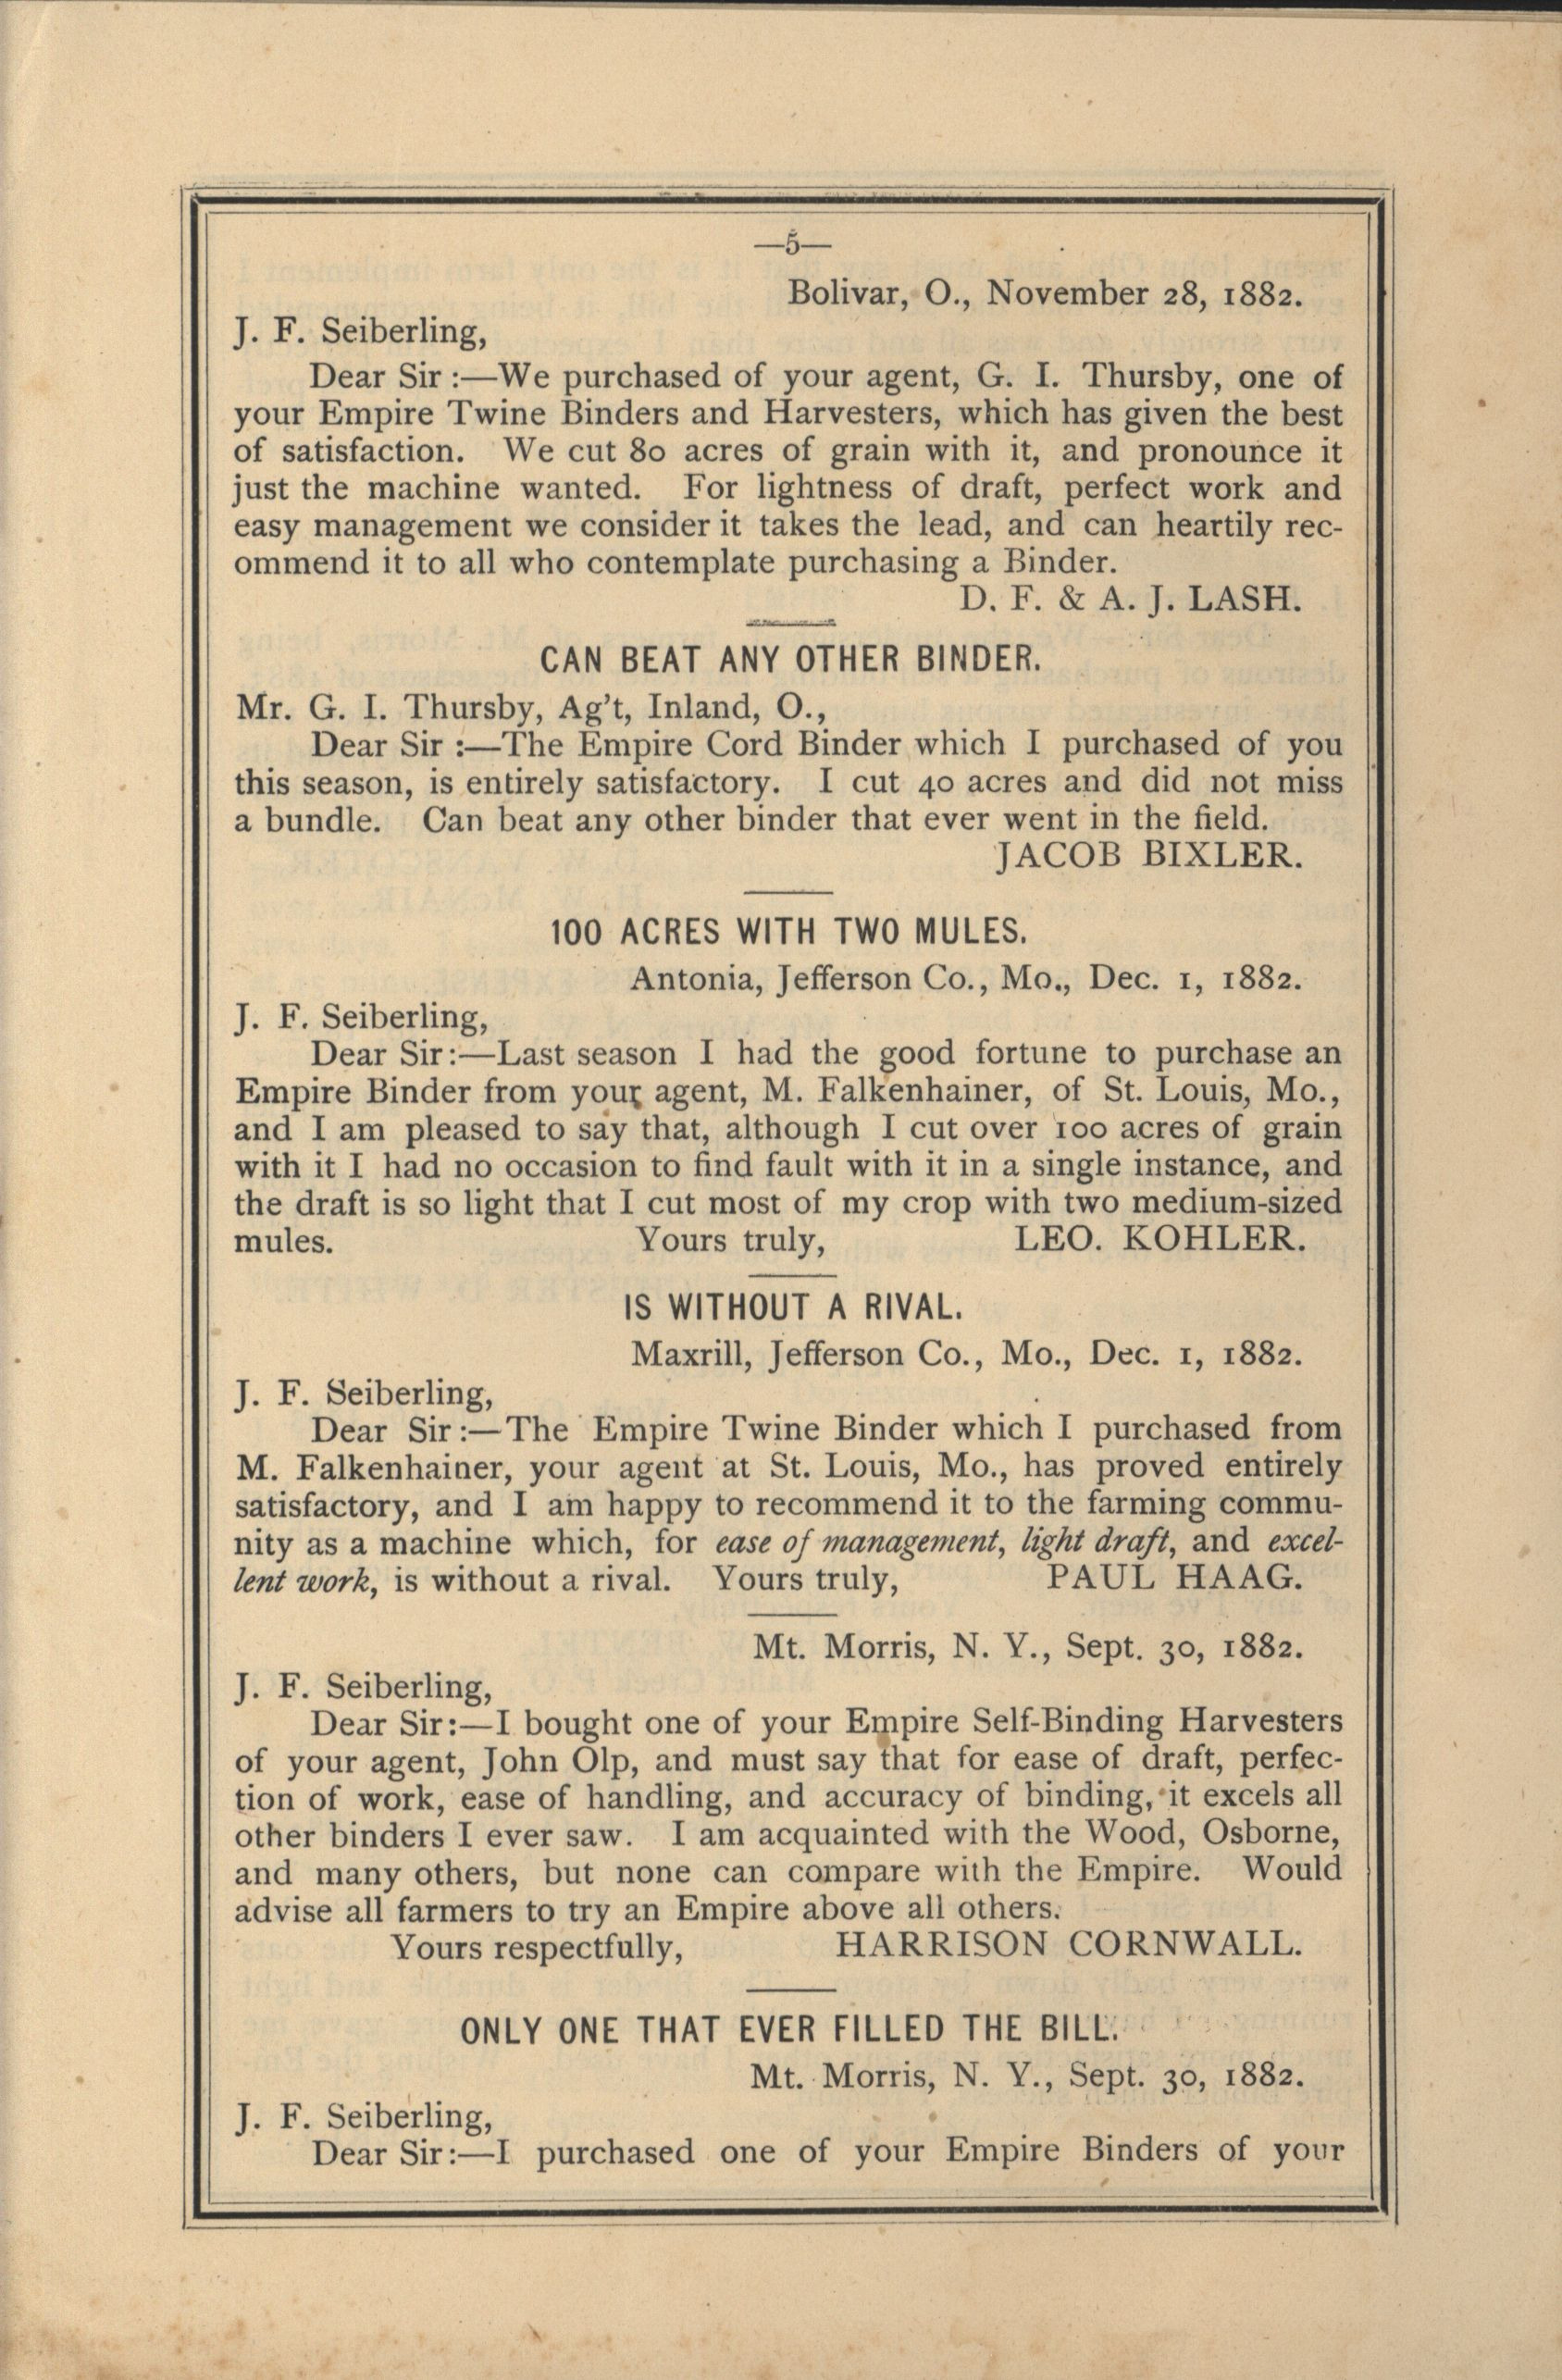 —5—
Bolivar, O., November 28, 1882.
J. F. Seiberling,
Dear Sir :—We purchased of your agent, G. I. Thursby, one of
your Empire Twine Binders and Harvesters, which has given the best
of satisfaction. We cut 80 acres of grain with it, and pronounce it
just the machine wanted. For lightness of draft, perfect work and
easy management we consider it takes the lead, and can heartily rec-
ommend it to all who contemplate purchasing a Binder.
D. F. & A. J. LASH.
CAN BEAT ANY OTHER BINDER.
Mr. G. I. Thursby, Ag't, Inland, O.,
Dear Sir :—The Empire Cord Binder which I purchased of you
this season, is entirely satisfactory. I cut 40 acres and did not miss
a bundle. Can beat any other binder that ever went in the field.
JACOB BIXLER.
100 ACRES WITH TWO MULES.
Antonia, Jefferson Co., Mo., Dec. 1, 1882.
J. F. Seiberling,
Dear Sir:—Last season I had the good fortune to purchase an
Empire Binder from your agent, M. Falkenhainer, of St. Louis, Mo.,
and I am pleased to say that, although I cut over 100 acres of grain
with it I had no occasion to find fault with it in a single instance, and
the draft is so light that I cut most of my crop with two medium-sized
mules. Yours truly, LEO. KOHLER.
IS WITHOUT A RIVAL.
Maxrill, Jefferson Co., Mo., Dec. 1, 1882.
J. F. Seiberling,
Dear Sir:—The Empire Twine Binder which I purchased from
M. Falkenhainer, your agent at St. Louis, Mo., has proved entirely
satisfactory, and I am happy to recommend it to the farming commu-
nity as a machine which, for ease of management, light draft, and excel-
lent work, is without a rival. Yours truly, PAUL HAAG.
Mt. Morris, N. Y., Sept. 30, 1882.
J. F. Seiberling,
Dear Sir:—I bought one of your Empire Self-Binding Harvesters
of your agent, John Olp, and must say that for ease of draft, perfec-
tion of work, ease of handling, and accuracy of binding, it excels all
other binders I ever saw. I am acquainted with the Wood, Osborne,
and many others, but none can compare with the Empire. Would
advise all farmers to try an Empire above all others.
Yours respectfully, HARRISON CORNWALL.
ONLY ONE THAT EVER FILLED THE BILL.
Mt. Morris, N. Y., Sept. 30, 1882.
J. F. Seiberling,
Dear Sir:—I purchased one of your Empire Binders of your